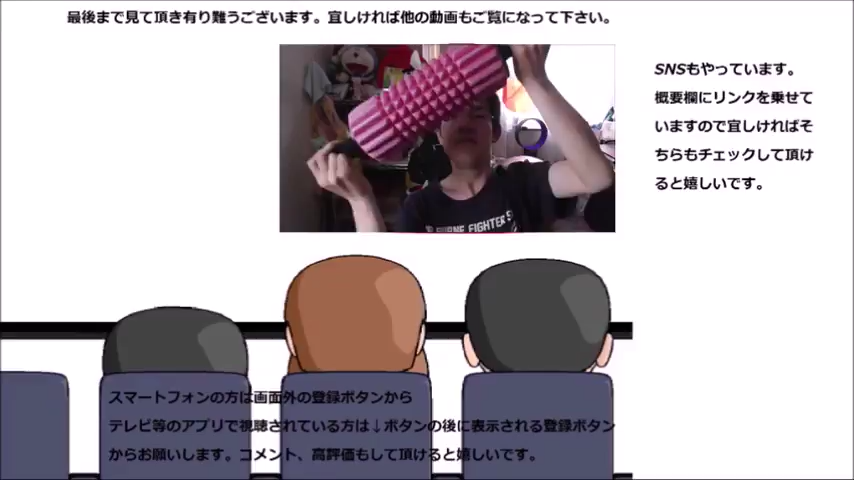 最後まで見て頂き有り難うございます。宜しければ他の動画もご覧になって下さい。
SNSもやっています。
概要欄にリンクを乗せて
いますので宜しければそ
ちらもチェックして頂け
ると嬉しいです。
FIGHTER
スマートフォンの方は画面外の登録ボタンから
テレビ等のアプリで視聴されている方は↓ボタンの後に表示される登録ボタン
からお願いします。コメント、高評価もして頂けると嬉しいです。